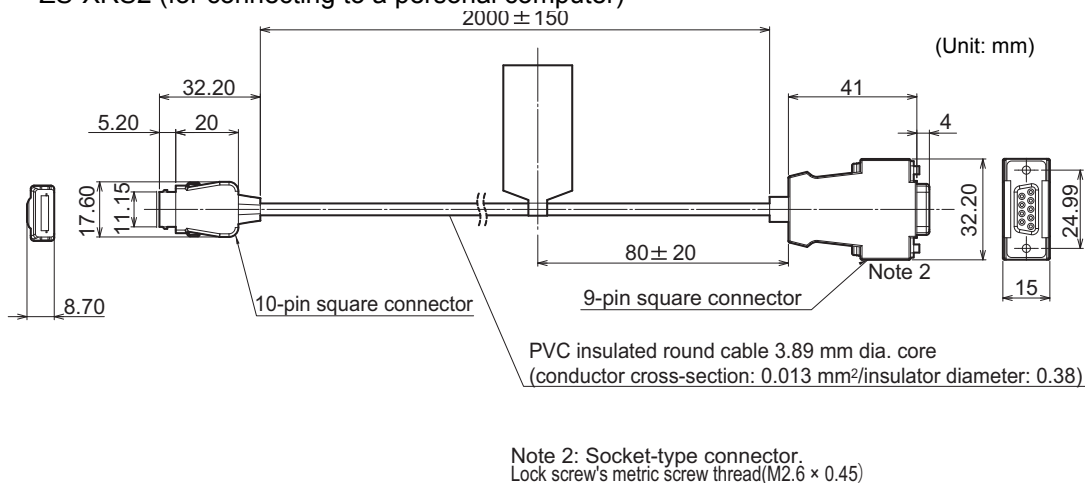 ZS-XRS2 (for connecting to a personal computer)
2000±150
(Unit: mm)
32.20
41
5.20
20
4
17.60
11.15
32.20
24.99
80±20
Note 2
15
8.70
10-pin square connector
9-pin square connector
PVC insulated round cable 3.89 mm dia. core
(conductor cross-section: 0.013 mm²/insulator diameter: 0.38)
Note 2: Socket-type connector.
Lock screw's metric screw thread(M2.6 × 0.45)